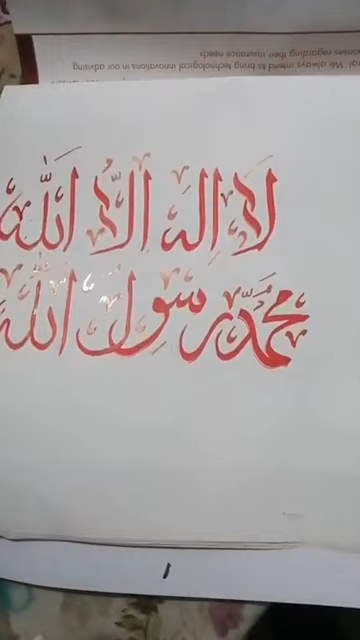 nal. We always intend to bring technological innovations in our advising
regarding their insurance needs
لا اله الا الله
محمد رسول الله